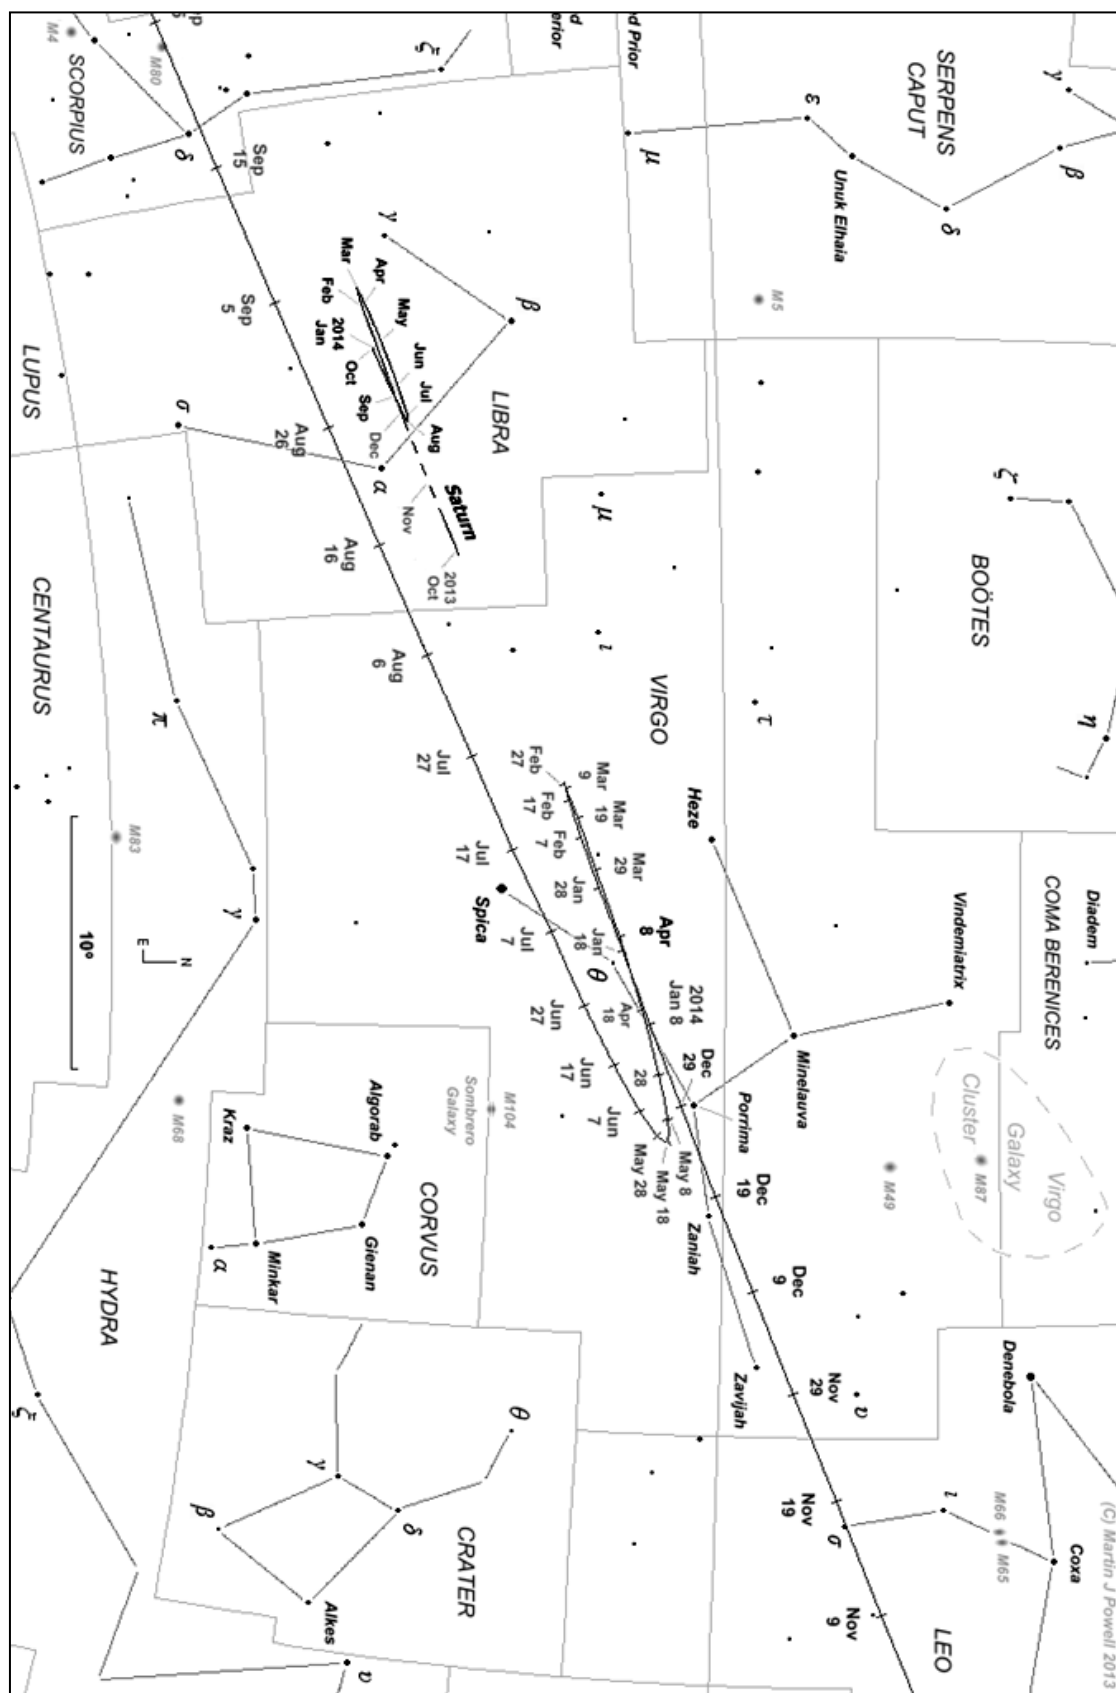 (C) Martin J Powell 2013
γ
β
η
Diadem
Coxa
COMA BERENICES
ζ
Denebola
M66
M65
Virgo
Galaxy
Cluster
M87
BOÖTES
Vindemiatrix
SERPENS
CAPUT
δ
ι
LEO
M49
υ
Unuk Elhaia
ε
Nov
9
σ
Nov
29
Nov
19
Minelauva
Dec
9
M5
τ
Zavijah
Dec
19
Porrima
Heze
Zaniah
Dec
29
2014
Jan 8
May 8
May 18
May 28
28
VIRGO
μ
d Prior
Apr
8
Apr
18
Mar
29
Mar
19
Mar
9
μ
ι
θ
Jan
18
Jan
28
Feb
7
Feb
17
Feb
27
Jun
7
Jun
17
Jun
27
Jul
7
Jul
17
Jul
27
Spica
d
erior
β
LIBRA
M104
Sombrero
Galaxy
θ
Saturn
2013
Oct
Nov
Dec
Aug
Jul
Jun
May
Apr
Mar
Feb
2014
Jan
Oct
Sep
ξ
γ
α
Aug
6
Aug
16
Aug
26
Sep
5
Sep
15
σ
CORVUS
Algorab
Gienan
CRATER
δ
γ
υ
Alkes
Kraz
Minkar
α
β
δ
M80
SCORPIUS
M4
γ
π
M68
M83
N
E
10º
HYDRA
LUPUS
CENTAURUS
ξ